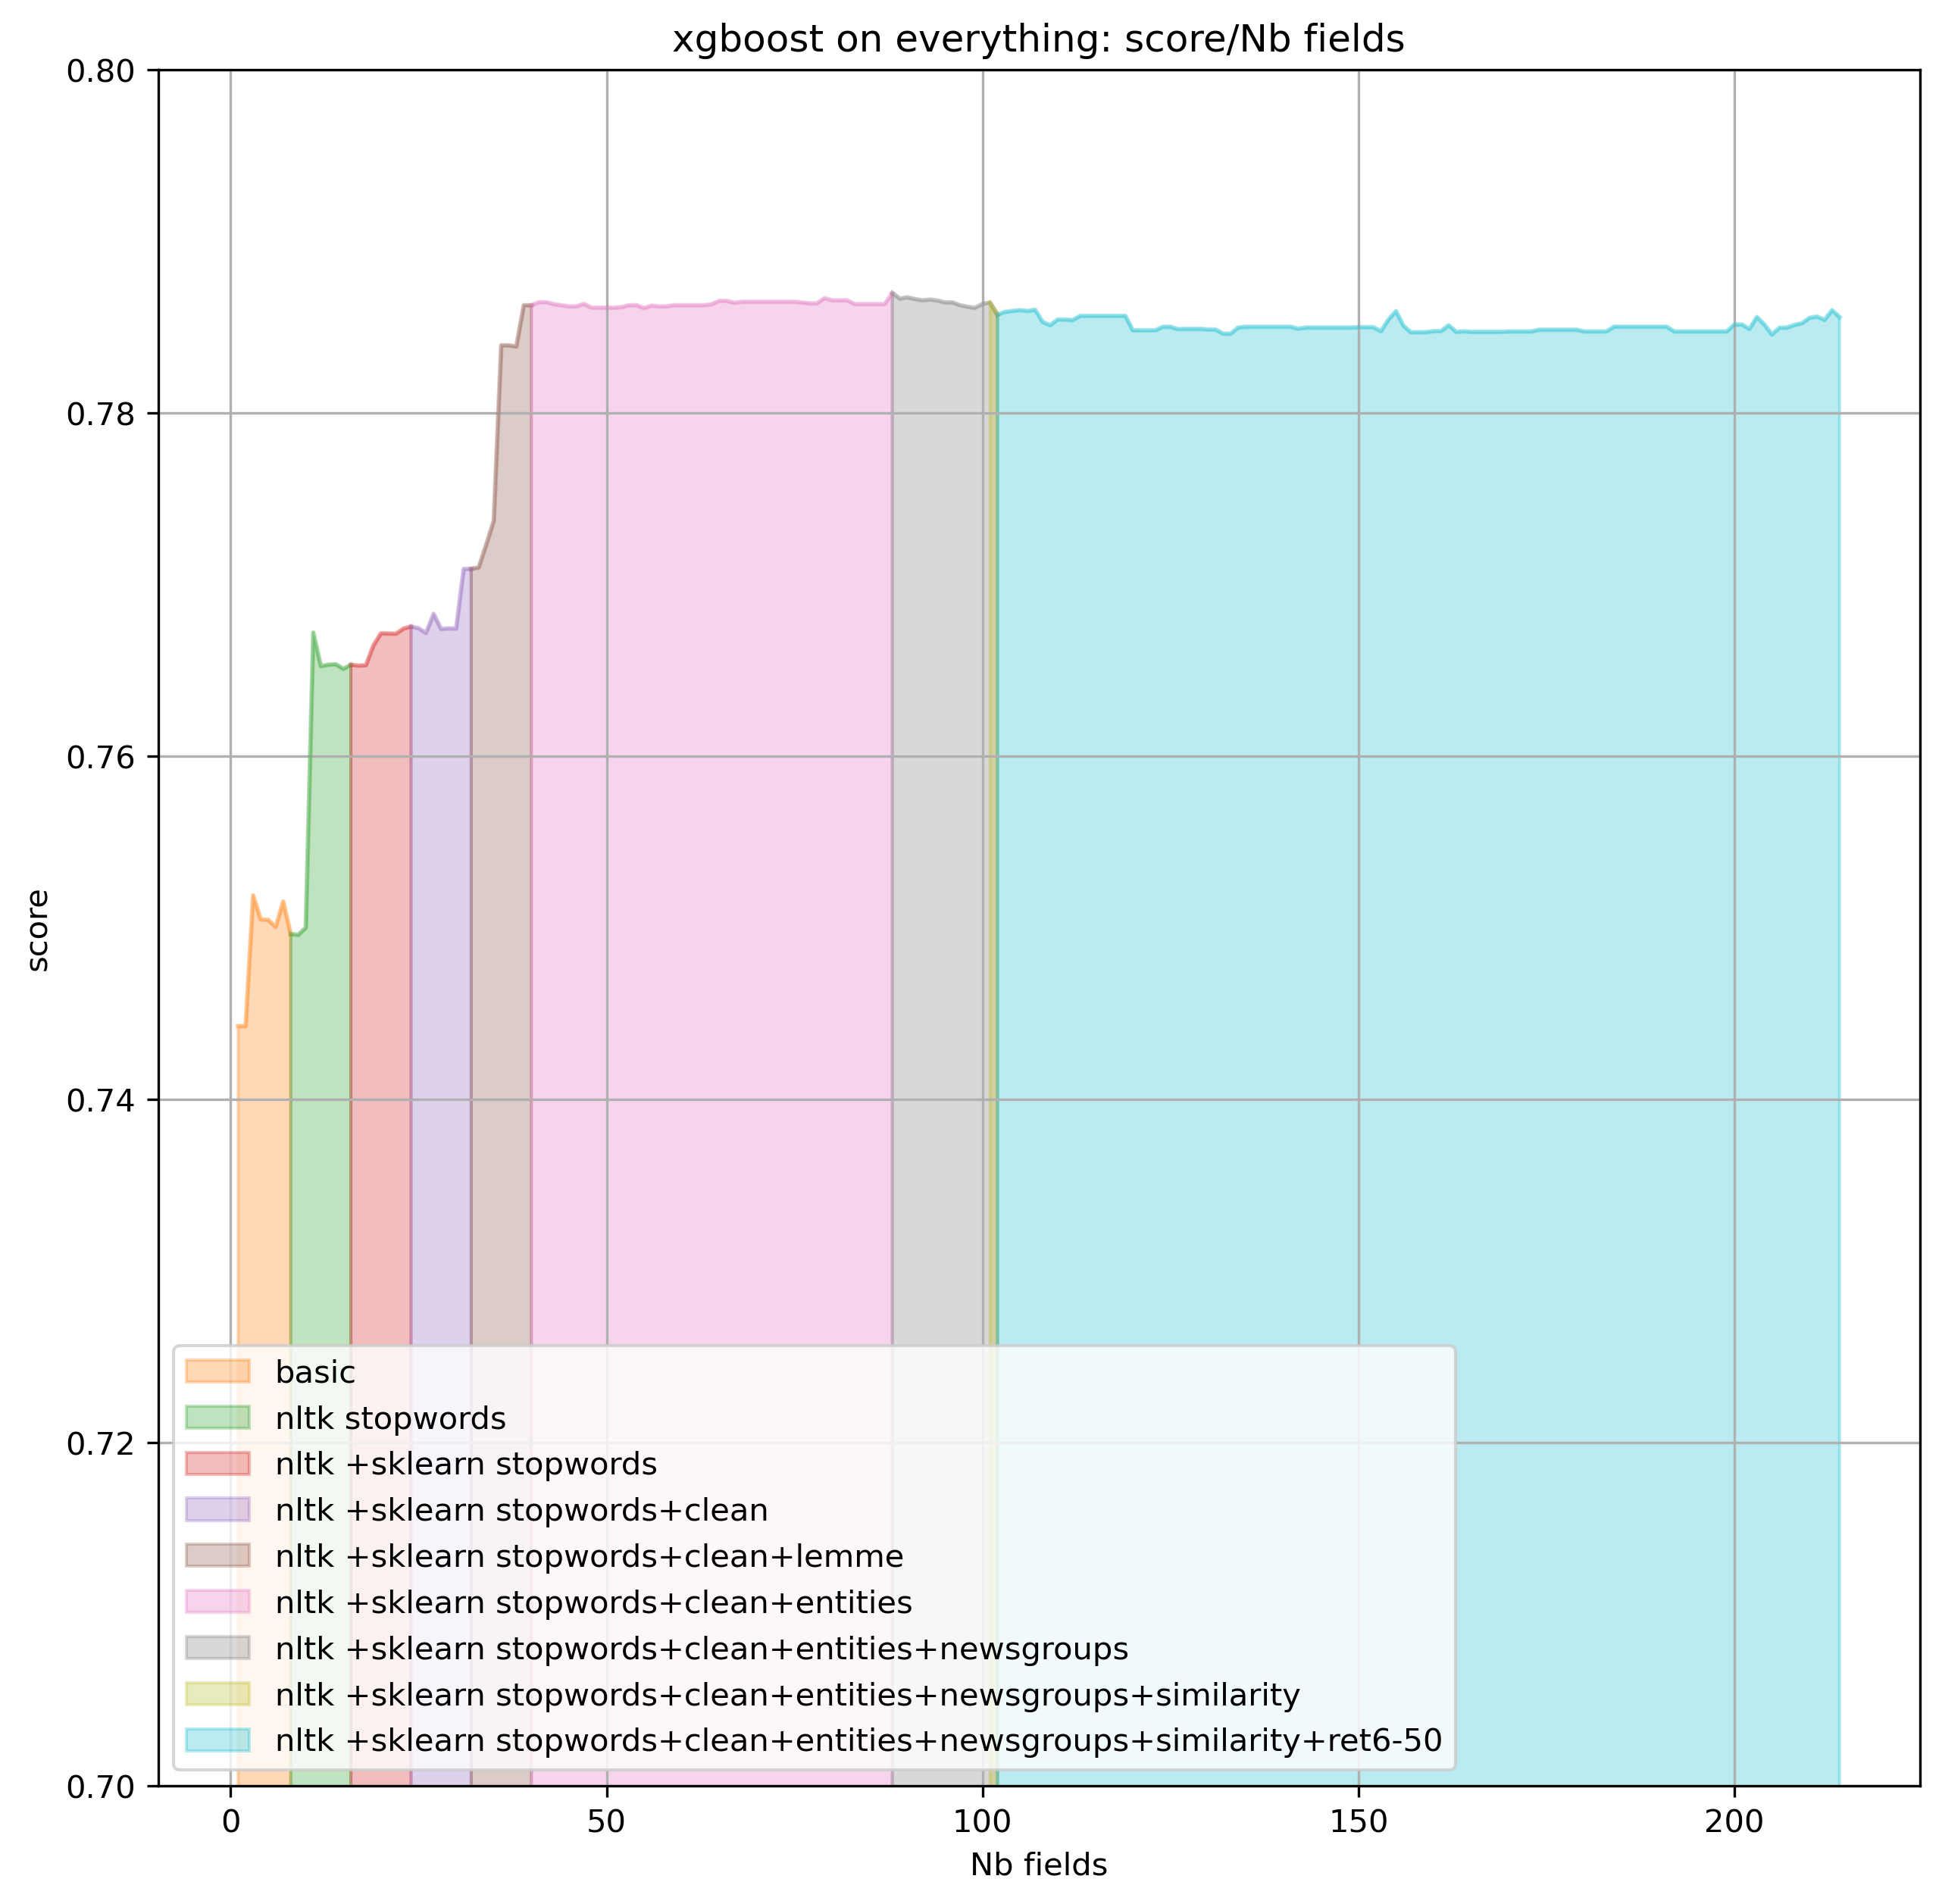 xgboost on everything: score/Nb fields
0.80
0.78
0.76
0.74
0.72
0.70
score
basic
nltk stopwords
nltk +sklearn stopwords
nltk +sklearn stopwords+clean
nltk +sklearn stopwords+clean+lemme
nltk +sklearn stopwords+clean+entities
nltk +sklearn stopwords+clean+entities+newsgroups
nltk +sklearn stopwords+clean+entities+newsgroups+similarity
nltk +sklearn stopwords+clean+entities+newsgroups+similarity+ret6-50
0 50 100 150 200
Nb fields